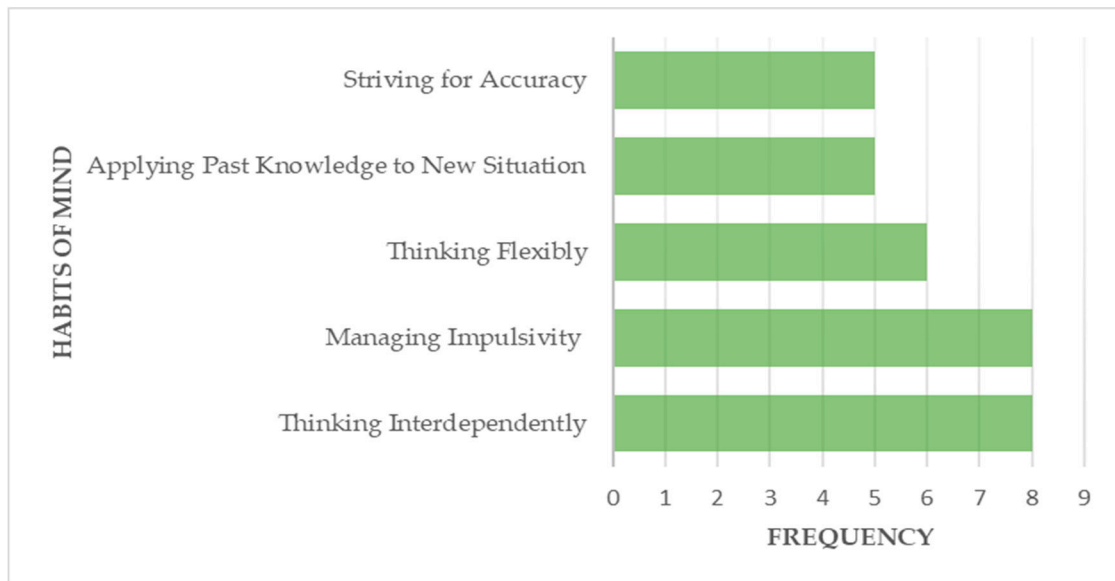 HABITS OF MIND
Striving for Accuracy
Applying Past Knowledge to New Situation
Thinking Flexibly
Managing Impulsivity
Thinking Interdependently
0 1 2 3 4 5 6 7 8 9
FREQUENCY